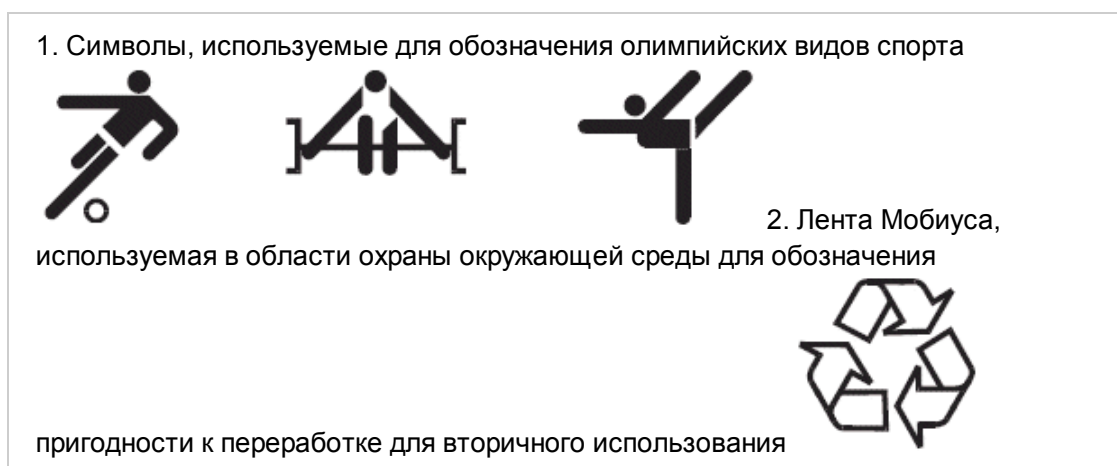 1. Символы, используемые для обозначения олимпийских видов спорта
2. Лента Мобиуса,
используемая в области охраны окружающей среды для обозначения
пригодности к переработке для вторичного использования